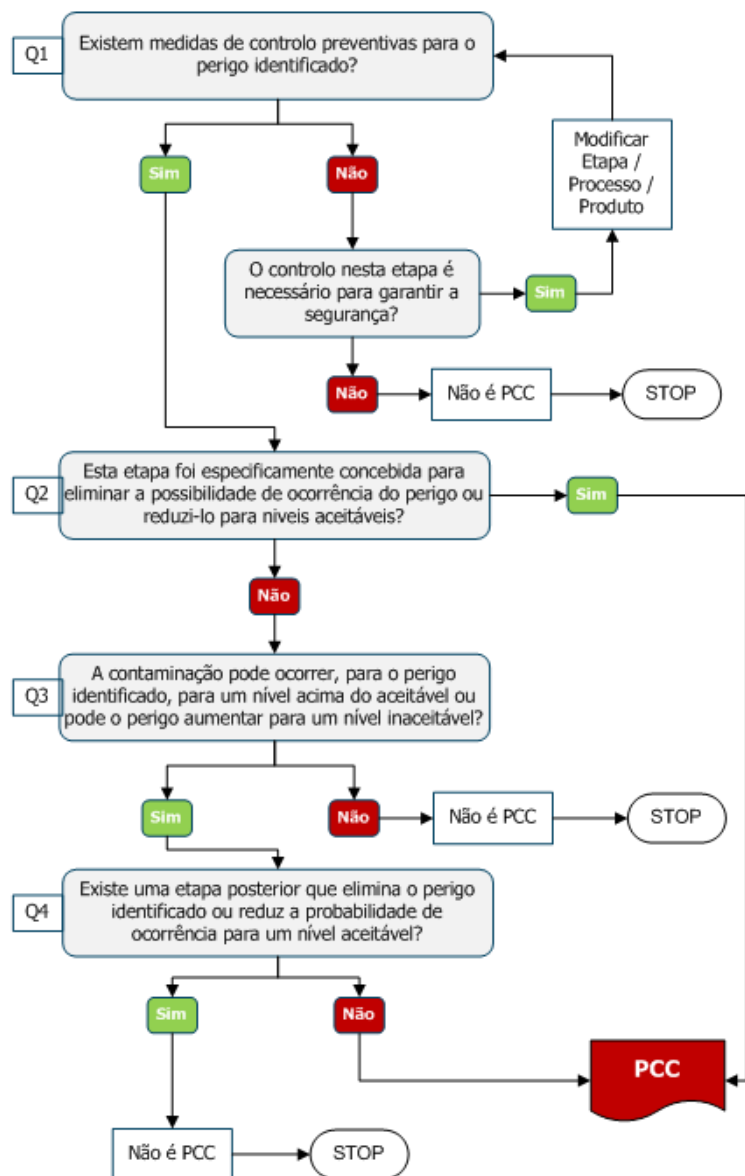 Q1
Existem medidas de controlo preventivas para o
perigo identificado?
Sim
Não
Modificar
Etapa /
Processo /
Produto
O controlo nesta etapa é
necessário para garantir a
segurança?
Sim
Não
Não é PCC
STOP
Q2
Esta etapa foi especificamente concebida para
eliminar a possibilidade de ocorrência do perigo ou
reduzi-lo para niveis aceitáveis?
Sim
Não
Q3
A contaminação pode ocorrer, para o perigo
identificado, para um nível acima do aceitável ou
pode o perigo aumentar para um nível inaceitável?
Sim
Não
Não é PCC
STOP
Q4
Existe uma etapa posterior que elimina o perigo
identificado ou reduz a probabilidade de
ocorrência para um nível aceitável?
Sim
Não
PCC
Não é PCC
STOP